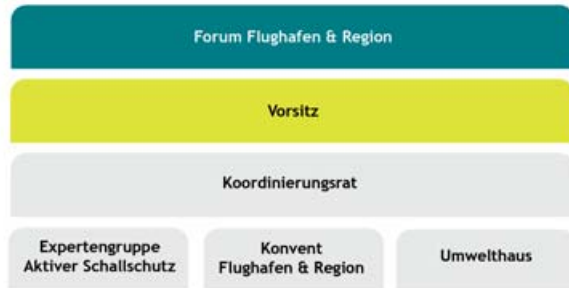 Forum Flughafen & Region
Vorsitz
Koordinierungsrat
Expertengruppe
Aktiver Schallschutz
Konvent
Flughafen & Region
Umwelthaus